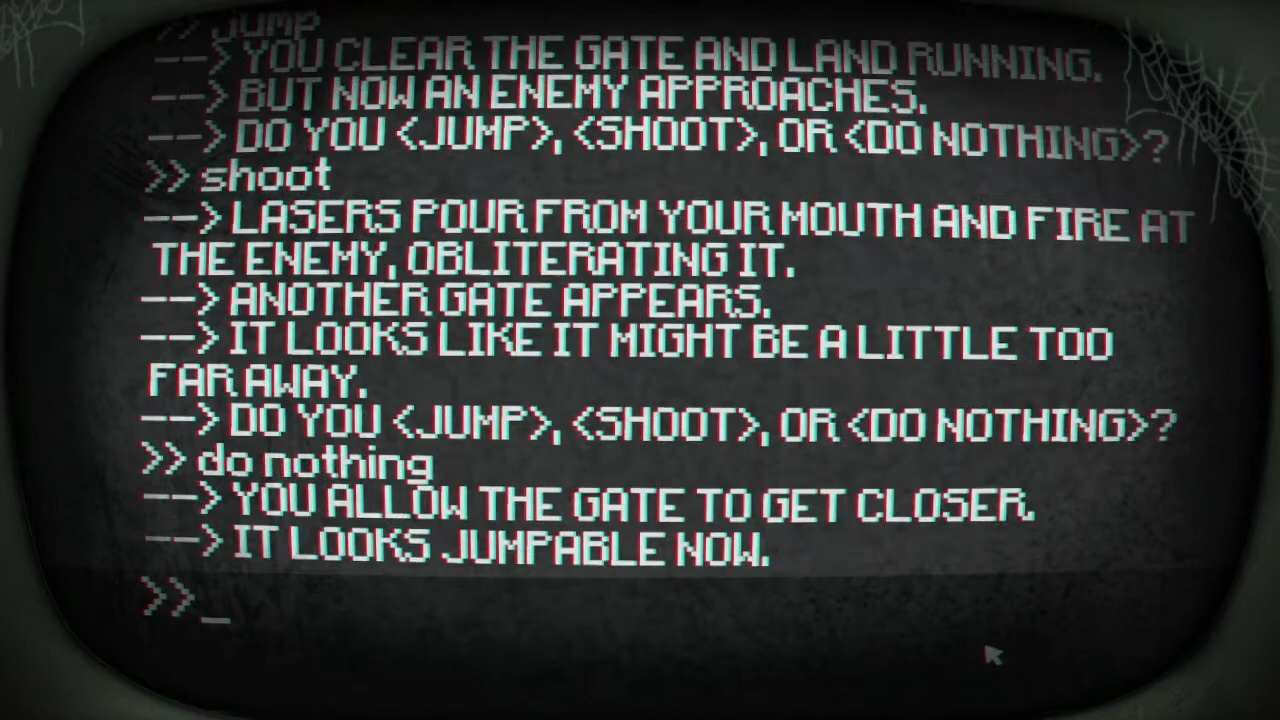 >> jump
--> YOU CLEAR THE GATE AND LAND RUNNING.
--> BUT NOW AN ENEMY APPROACHES.
--> DO YOU <JUMP>, <SHOOT>, OR <DO NOTHING>?
>> shoot
--> LASERS POUR FROM YOUR MOUTH AND FIRE AT
THE ENEMY, OBLITERATING IT.
--> ANOTHER GATE APPEARS.
--> IT LOOKS LIKE IT MIGHT BE A LITTLE TOO
FAR AWAY.
--> DO YOU <JUMP>, <SHOOT>, OR <DO NOTHING>?
>> do nothing
--> YOU ALLOW THE GATE TO GET CLOSER.
--> IT LOOKS JUMPABLE NOW.
>>_